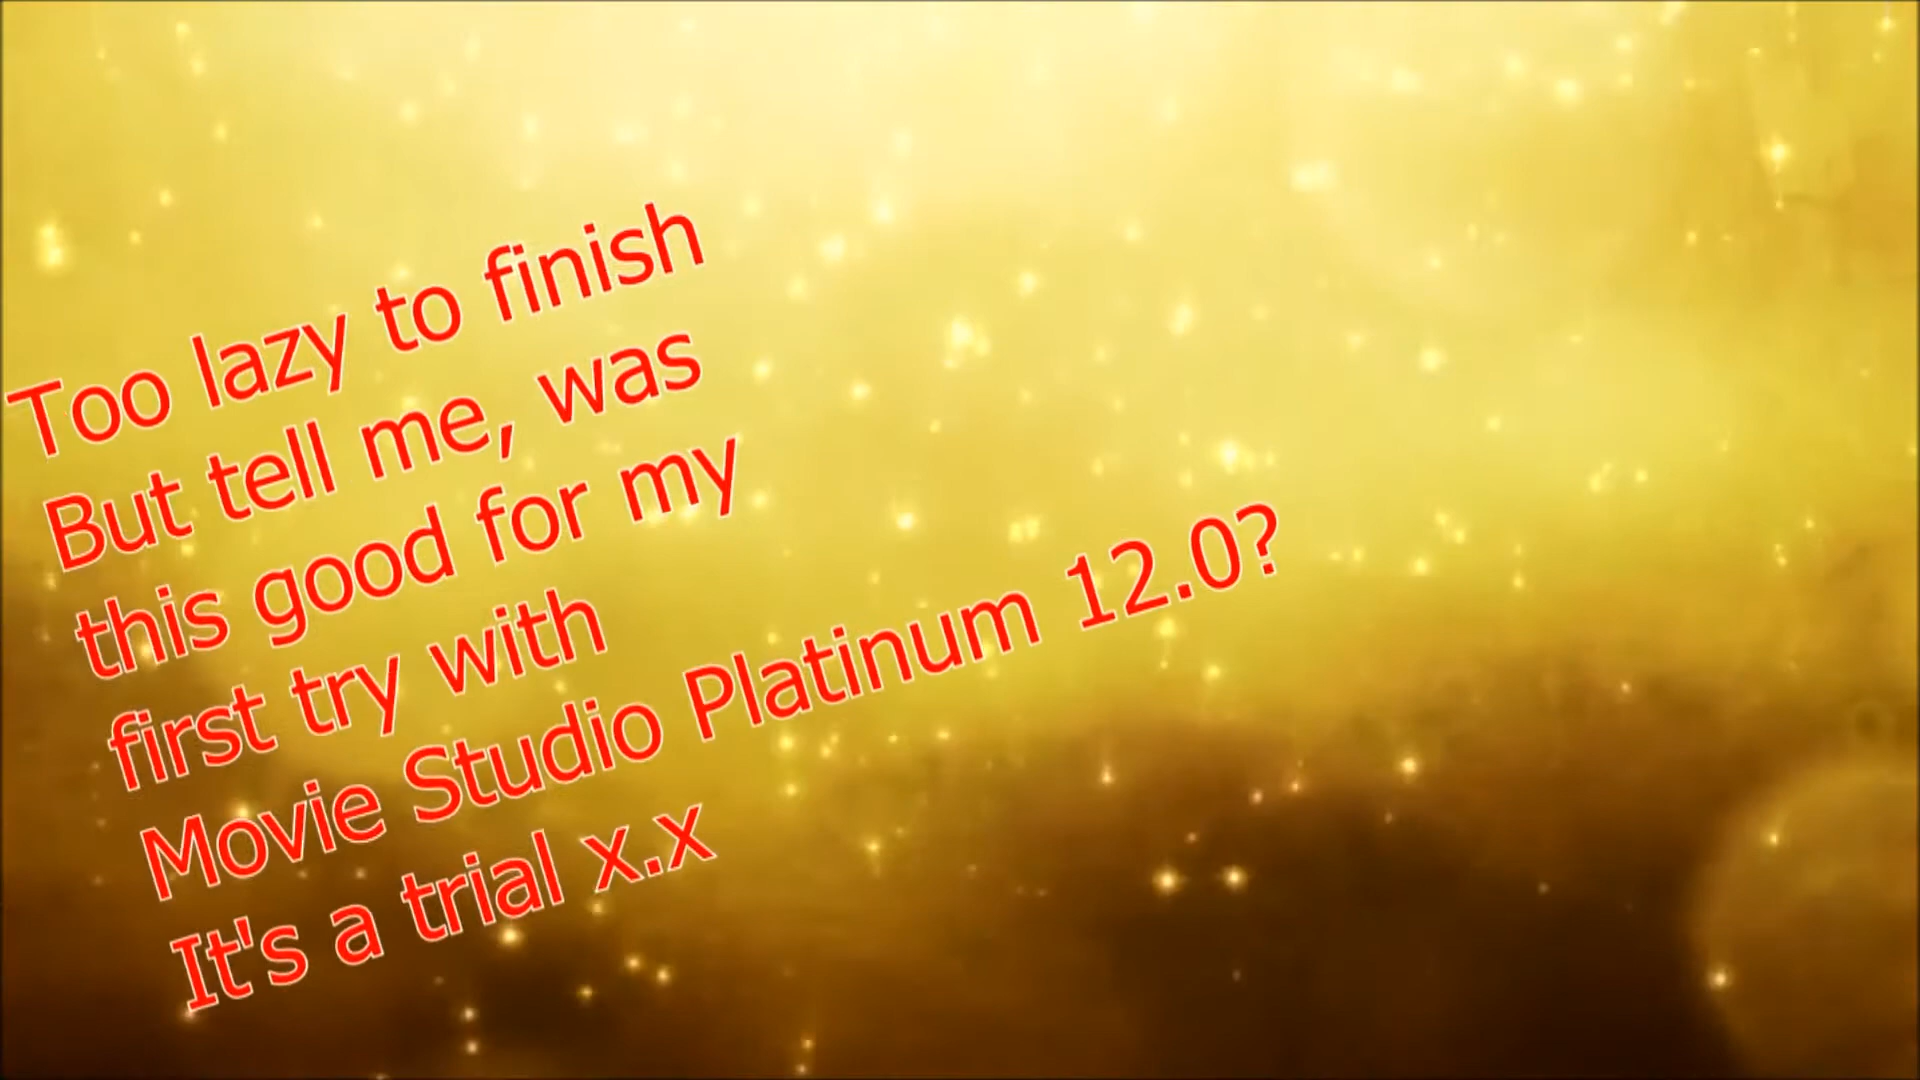 Too lazy to finish
But tell me, was
this good for my
first try with
Movie Studio Platinum 12.0?
It's a trial x.x